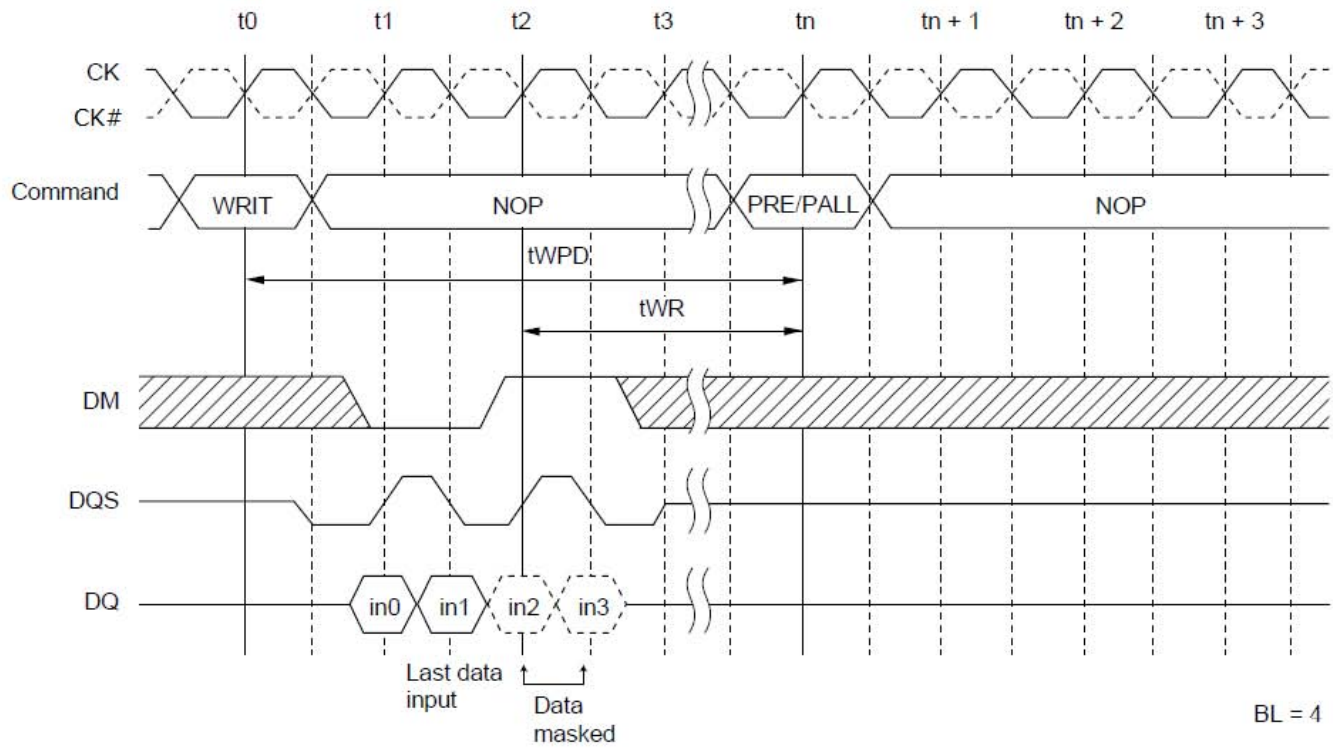 t0 t1 t2 t3 tn tn + 1 tn + 2 tn + 3
CK
CK#
Command WRIT NOP PRE/PALL NOP
tWPD
tWR
DM
DQS
DQ in0 in1 in2 in3
Last data
input
Data
masked
BL = 4